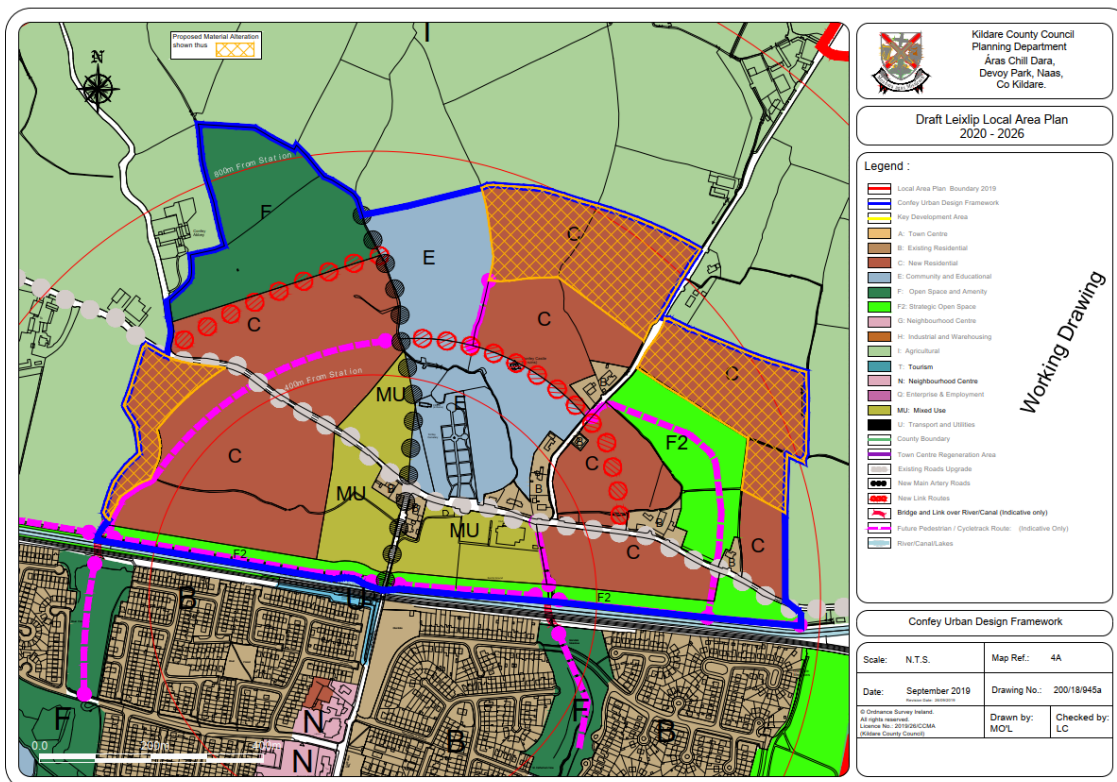 Proposed Material Alteration
shown thus
N
I
800m From Station
F
E
C
C
C
C
400m From Station
MU
E
F2
C
C
MU
B
MU
C
C
F2
F2
B
U
F
N
N
B
F
B
0.0
Kildare County Council
Planning Department
Áras Chill Dara,
Devoy Park, Naas,
Co Kildare.
Draft Leixlip Local Area Plan
2020 - 2026
Legend :
Local Area Plan Boundary 2019
Confey Urban Design Framework
Key Development Area
A: Town Centre
B: Existing Residential
C: New Residential
E: Community and Educational
F: Open Space and Amenity
F2: Strategic Open Space
G: Neighbourhood Centre
H: Industrial and Warehousing
I: Agricultural
T: Tourism
N: Neighbourhood Centre
Q: Enterprise & Employment
MU: Mixed Use
U: Transport and Utilities
County Boundary
Town Centre Regeneration Area
Existing Roads Upgrade
New Main Artery Roads
New Link Routes
Bridge and Link over River/Canal (Indicative only)
Future Pedestrian / Cycletrack Route: (Indicative Only)
River/Canal/Lakes
Working Drawing
Confey Urban Design Framework
Scale: N.T.S.
Map Ref.: 4A
Date: September 2019
Drawing No.: 200/18/945a
© Ordnance Survey Ireland.
All rights reserved.
Licence No.: 2019/26/CCMA
(Kildare County Council)
Drawn by:
MO'L
Checked by:
LC